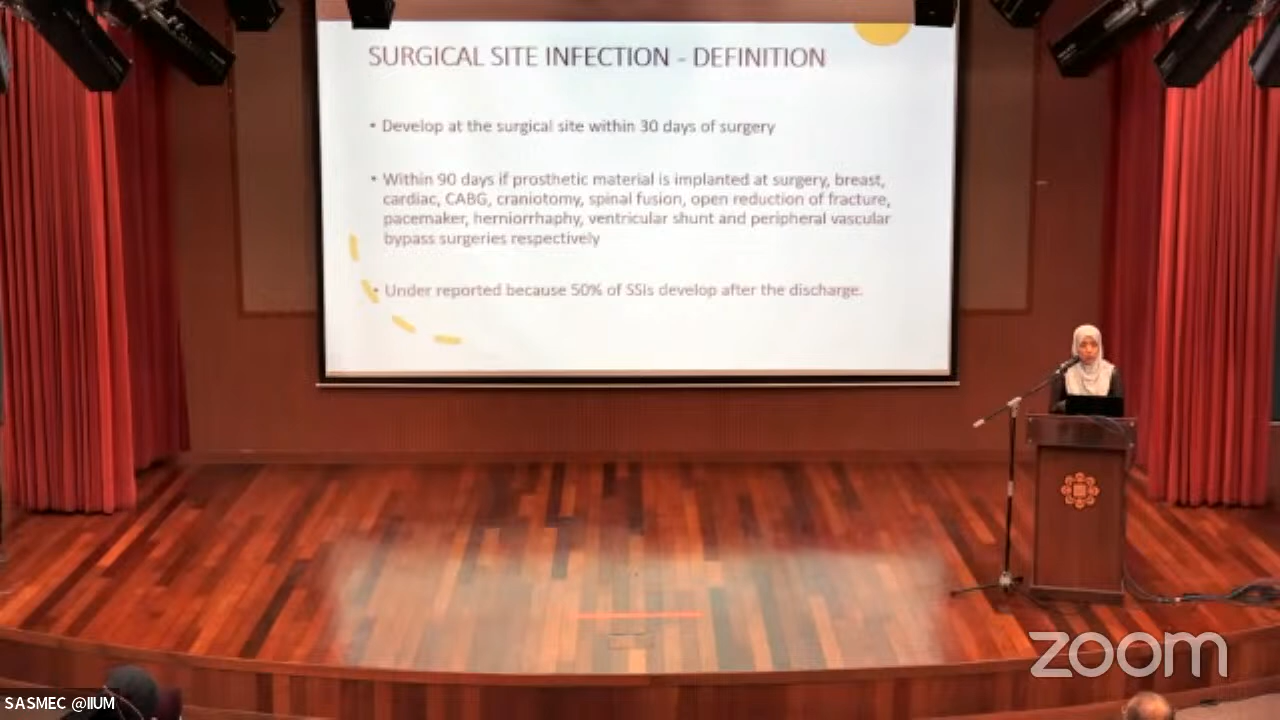 SURGICAL SITE INFECTION - DEFINITION
• Develop at the surgical site within 30 days of surgery
• Within 90 days if prosthetic material is implanted at surgery, breast,
cardiac, CABG, craniotomy, spinal fusion, open reduction of fracture,
pacemaker, herniorrhaphy, ventricular shunt and peripheral vascular
bypass surgeries respectively
• Under reported because 50% of SSIs develop after the discharge.
zoom
SASMEC @IIUM